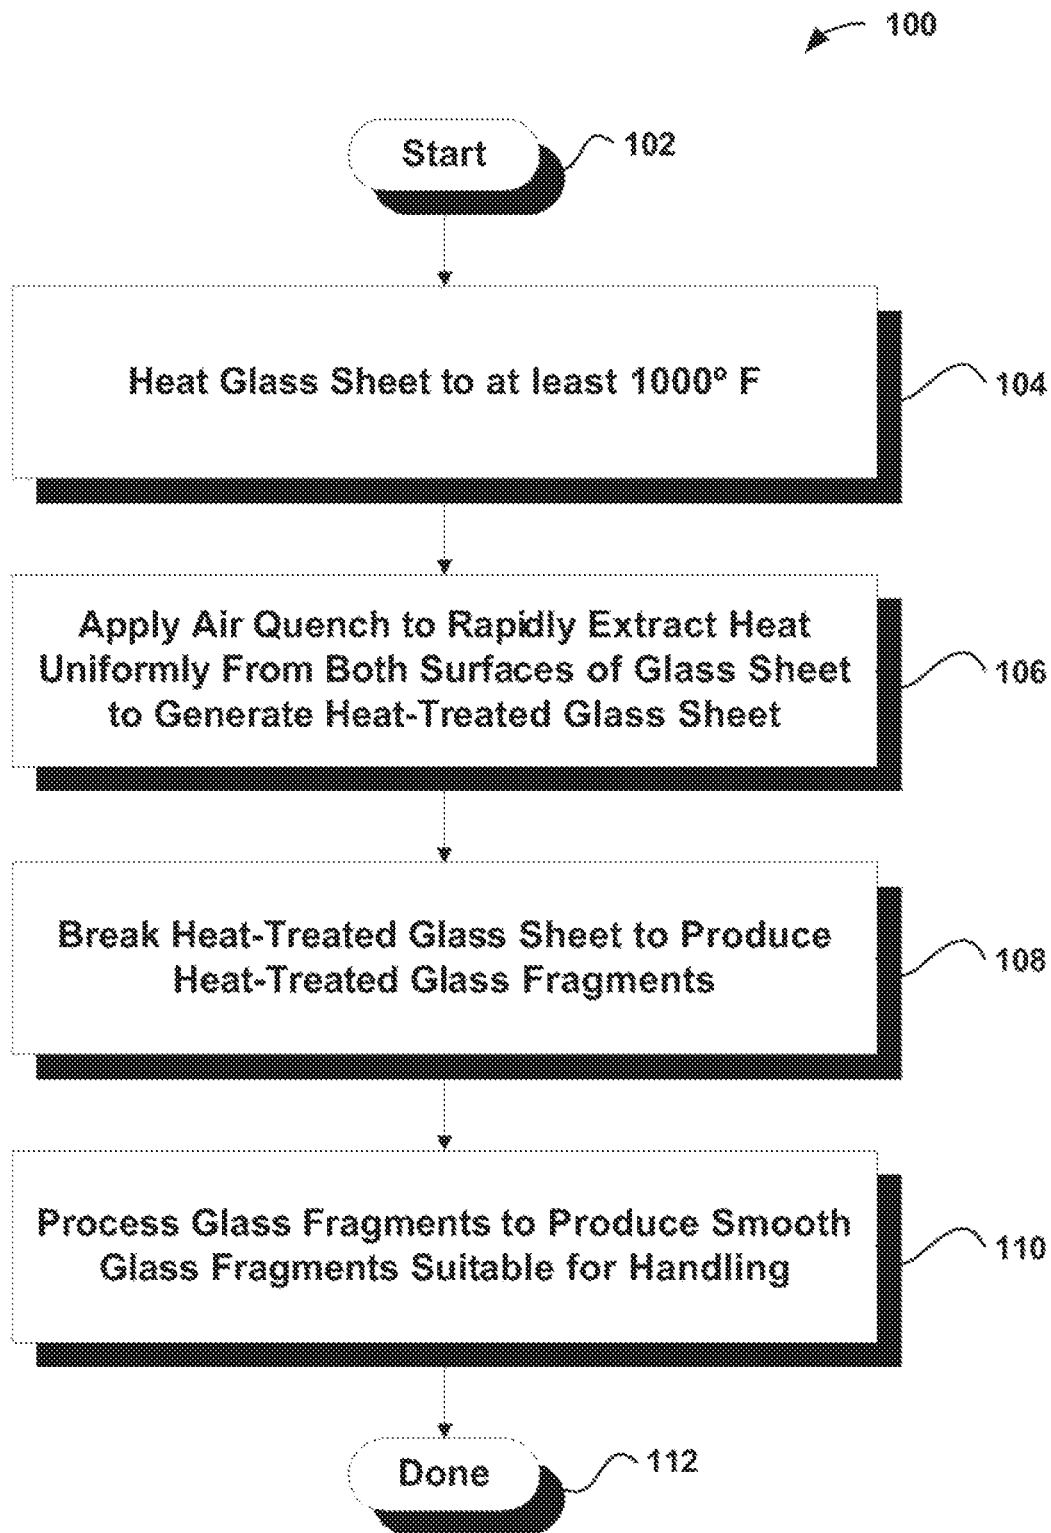 100
Start
102
Heat Glass Sheet to at least 1000º F
104
Apply Air Quench to Rapidly Extract Heat
Uniformly From Both Surfaces of Glass Sheet
to Generate Heat-Treated Glass Sheet
106
Break Heat-Treated Glass Sheet to Produce
Heat-Treated Glass Fragments
108
Process Glass Fragments to Produce Smooth
Glass Fragments Suitable for Handling
110
Done
112